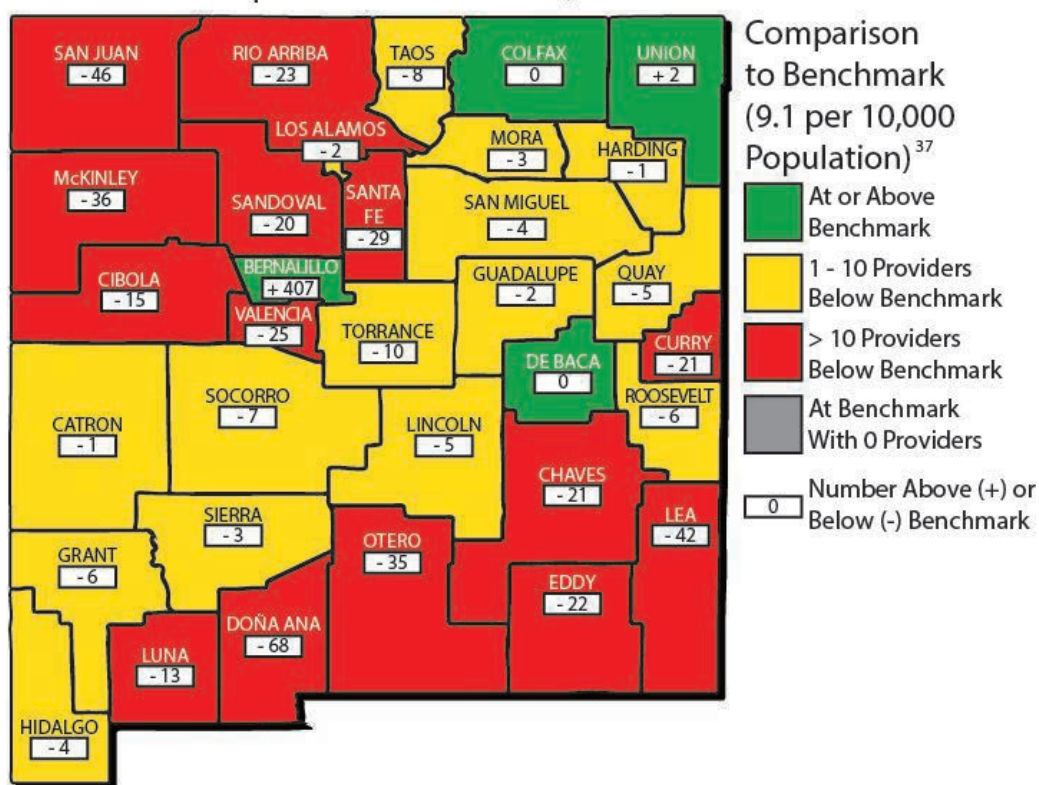 SAN JUAN
- 46
RIO ARRIBA
- 23
TAOS
- 8
COLFAX
0
UNION
+ 2
LOS ALAMOS
- 2
MORA
- 3
HARDING
- 1
McKINLEY
- 36
SANDOVAL
- 20
SANTA
FE
- 29
SAN MIGUEL
- 4
CIBOLA
- 15
BERNALILLO
+ 407
VALENCIA
- 25
TORRANCE
- 10
GUADALUPE
- 2
QUAY
- 5
CURRY
- 21
DE BACA
0
ROOSEVELT
- 6
CATRON
- 1
SOCORRO
- 7
LINCOLN
- 5
CHAVES
- 21
LEA
- 42
SIERRA
- 3
OTERO
- 35
GRANT
- 6
EDDY
- 22
DOÑA ANA
- 68
LUNA
- 13
HIDALGO
- 4
Comparison
to Benchmark
(9.1 per 10,000
Population) 37
At or Above
Benchmark
1 - 10 Providers
Below Benchmark
> 10 Providers
Below Benchmark
At Benchmark
With 0 Providers
0
Number Above (+) or
Below (-) Benchmark